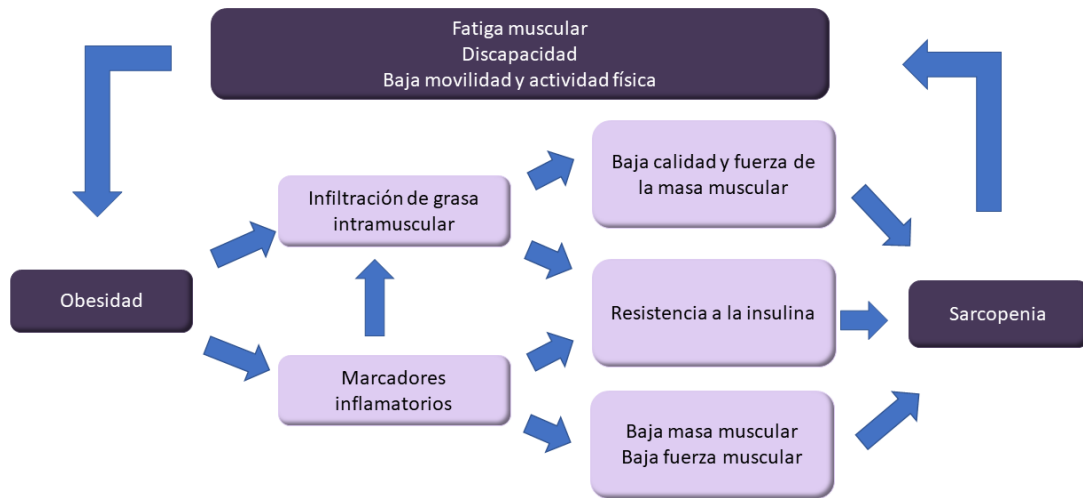 Fatiga muscular
Discapacidad
Baja movilidad y actividad física
Baja calidad y fuerza de
la masa muscular
Infiltración de grasa
intramuscular
Obesidad
Resistencia a la insulina
Sarcopenia
Marcadores
inflamatorios
Baja masa muscular
Baja fuerza muscular